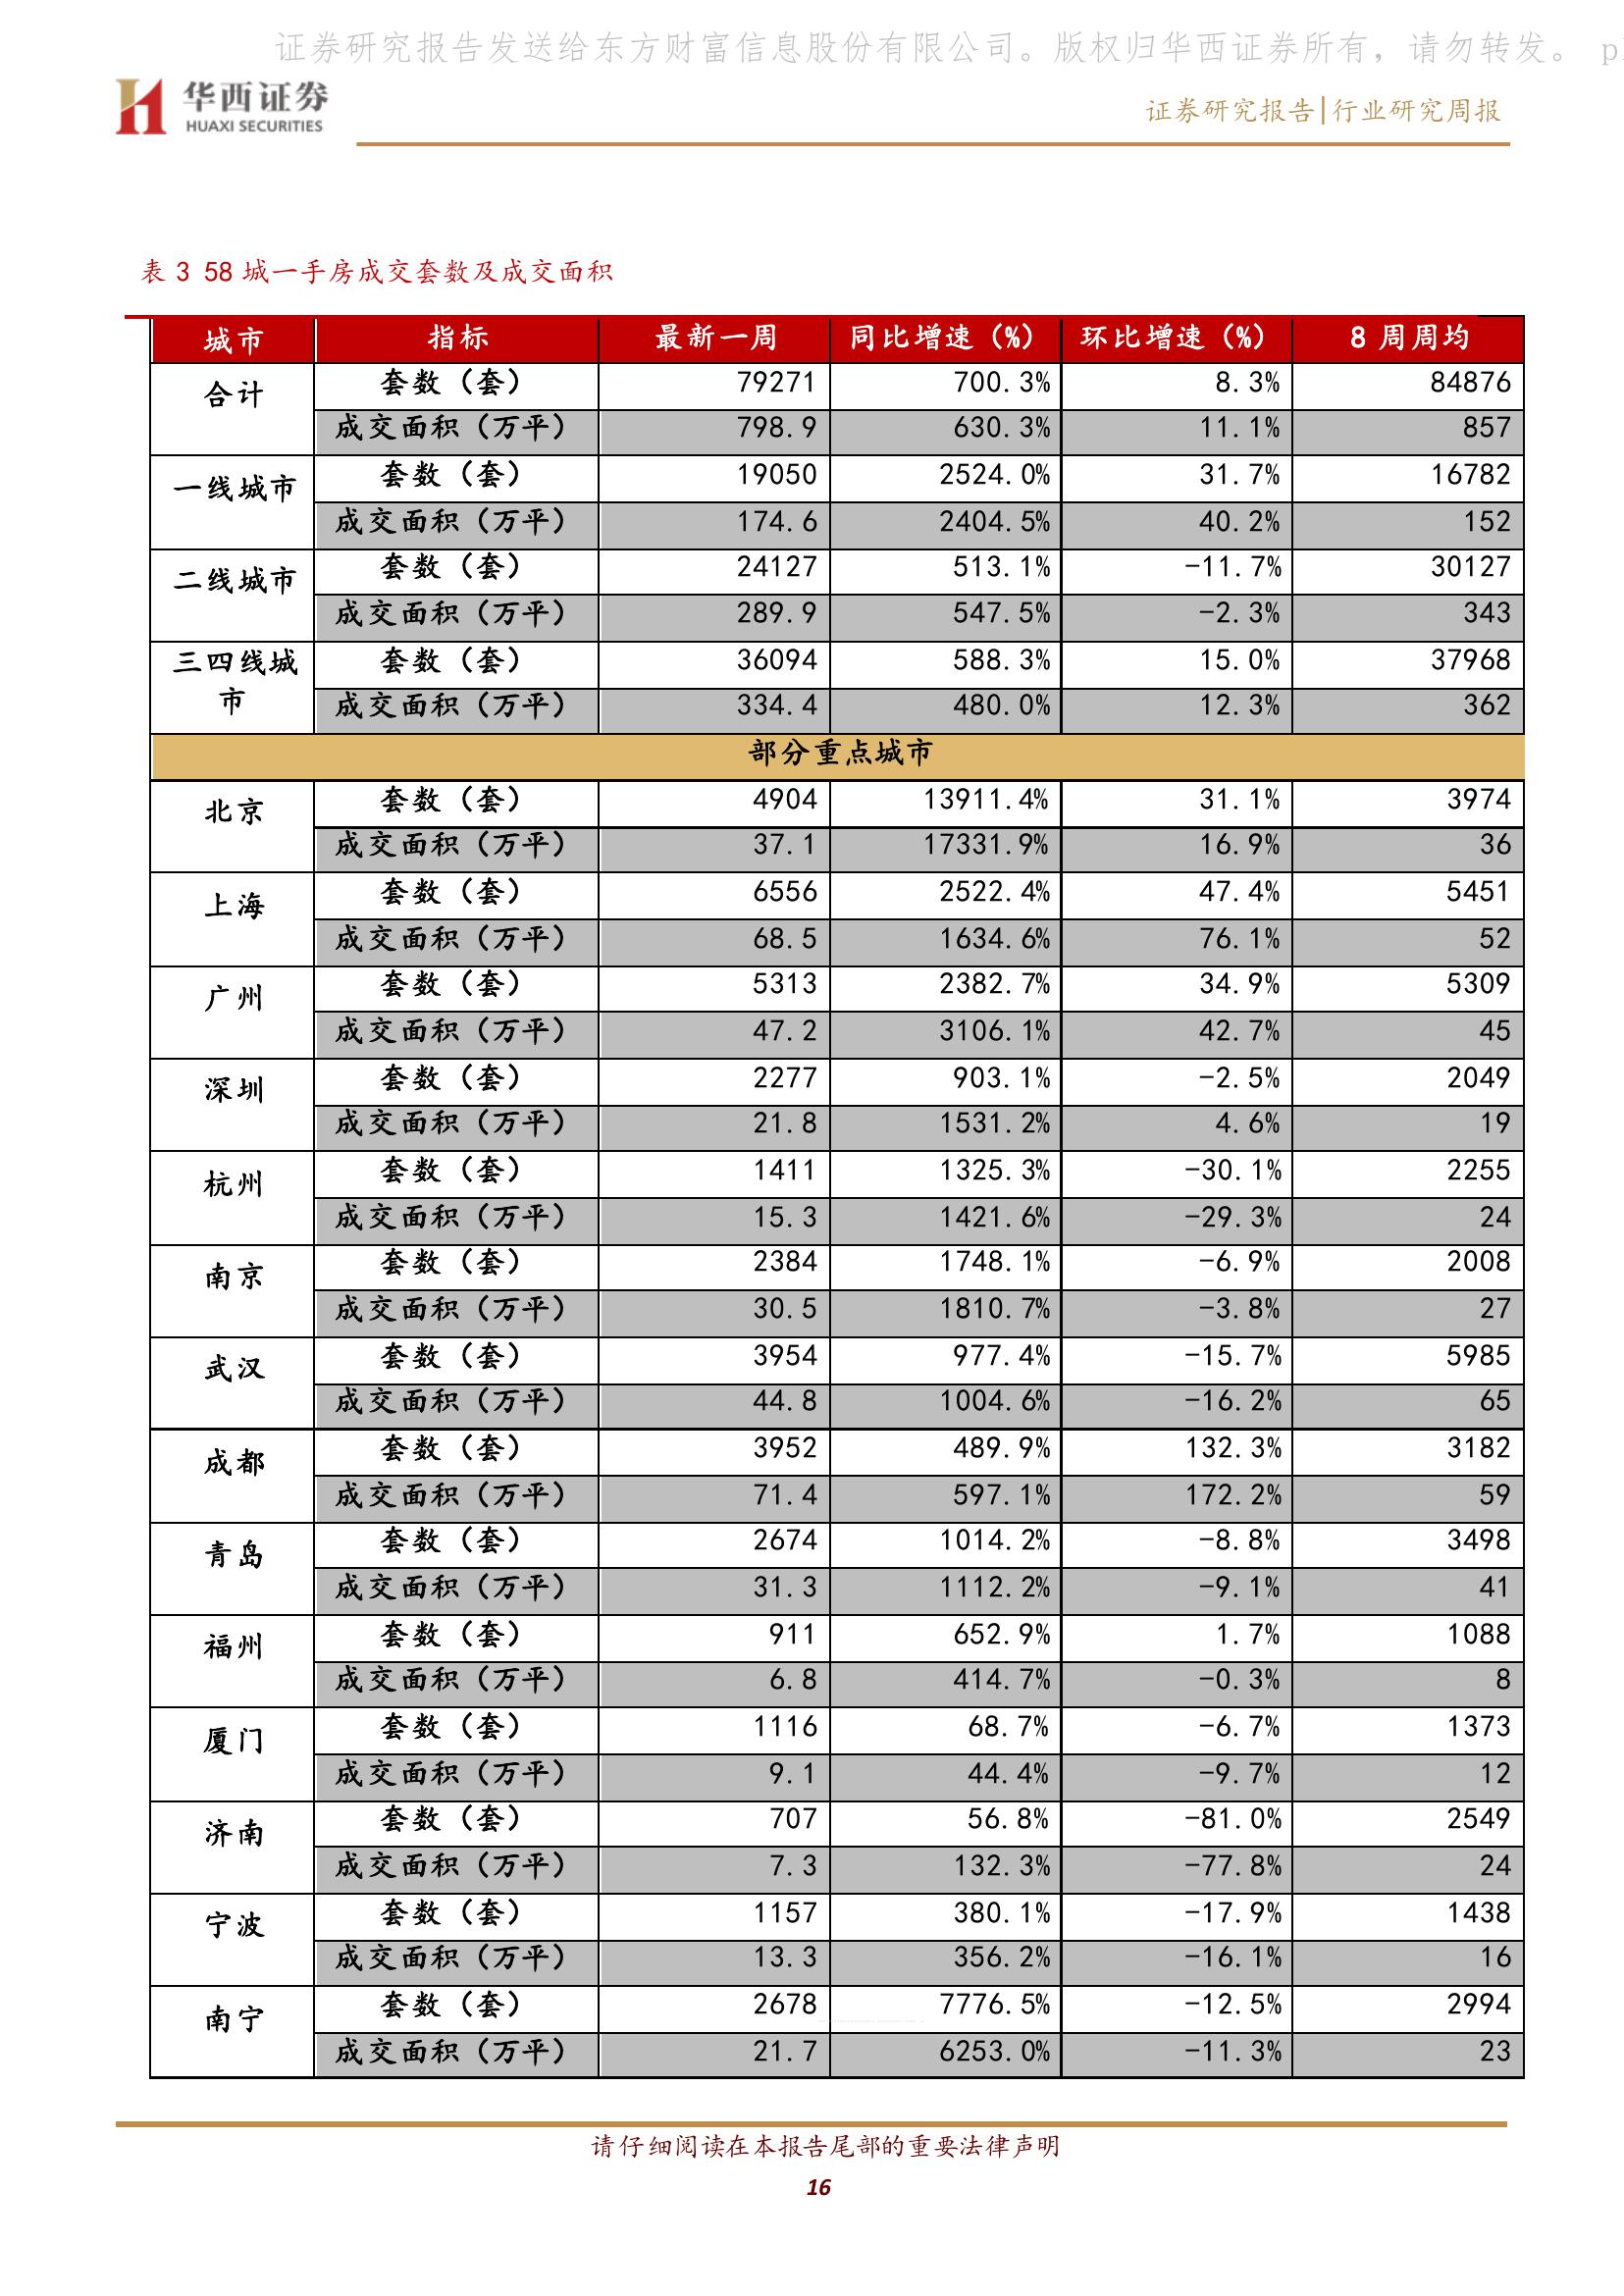 证券研究报告发送给东方财富信息股份有限公司。版权归华西证券所有，请勿转发。 p
华西证券
HUAXI SECURITIES
证券研究报告|行业研究周报
表 3 58 城一手房成交套数及成交面积
城市 指标 最新一周 同比增速（%） 环比增速（%） 8 周周均
合计 套数（套） 79271 700.3% 8.3% 84876
成交面积（万平） 798.9 630.3% 11.1% 857
一线城市 套数（套） 19050 2524.0% 31.7% 16782
成交面积（万平） 174.6 2404.5% 40.2% 152
二线城市 套数（套） 24127 513.1% -11.7% 30127
成交面积（万平） 289.9 547.5% -2.3% 343
三四线城市 套数（套） 36094 588.3% 15.0% 37968
成交面积（万平） 334.4 480.0% 12.3% 362
部分重点城市
北京 套数（套） 4904 13911.4% 31.1% 3974
成交面积（万平） 37.1 17331.9% 16.9% 36
上海 套数（套） 6556 2522.4% 47.4% 5451
成交面积（万平） 68.5 1634.6% 76.1% 52
广州 套数（套） 5313 2382.7% 34.9% 5309
成交面积（万平） 47.2 3106.1% 42.7% 45
深圳 套数（套） 2277 903.1% -2.5% 2049
成交面积（万平） 21.8 1531.2% 4.6% 19
杭州 套数（套） 1411 1325.3% -30.1% 2255
成交面积（万平） 15.3 1421.6% -29.3% 24
南京 套数（套） 2384 1748.1% -6.9% 2008
成交面积（万平） 30.5 1810.7% -3.8% 27
武汉 套数（套） 3954 977.4% -15.7% 5985
成交面积（万平） 44.8 1004.6% -16.2% 65
成都 套数（套） 3952 489.9% 132.3% 3182
成交面积（万平） 71.4 597.1% 172.2% 59
青岛 套数（套） 2674 1014.2% -8.8% 3498
成交面积（万平） 31.3 1112.2% -9.1% 41
福州 套数（套） 911 652.9% 1.7% 1088
成交面积（万平） 6.8 414.7% -0.3% 8
厦门 套数（套） 1116 68.7% -6.7% 1373
成交面积（万平） 9.1 44.4% -9.7% 12
济南 套数（套） 707 56.8% -81.0% 2549
成交面积（万平） 7.3 132.3% -77.8% 24
宁波 套数（套） 1157 380.1% -17.9% 1438
成交面积（万平） 13.3 356.2% -16.1% 16
南宁 套数（套） 2678 7776.5% -12.5% 2994
成交面积（万平） 21.7 6253.0% -11.3% 23
请仔细阅读在本报告尾部的重要法律声明
16